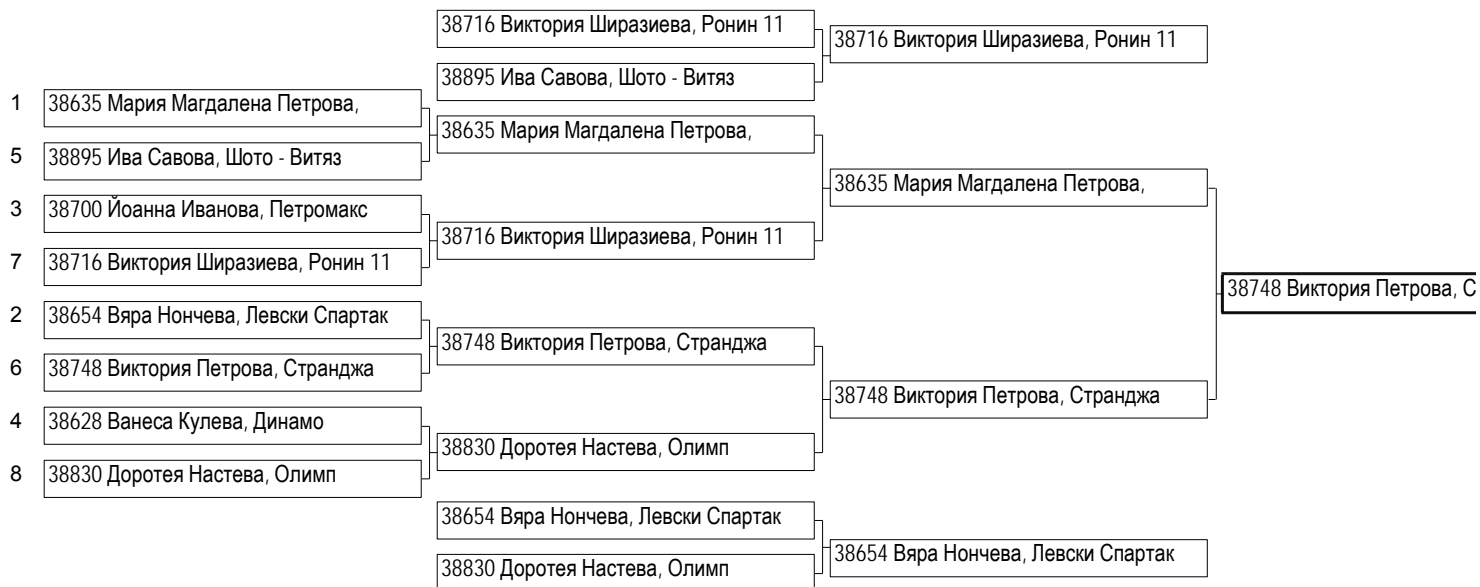 38716 Виктория Ширазиева, Ронин 11
38716 Виктория Ширазиева, Ронин 11
38895 Ива Савова, Шото - Витяз
1 38635 Мария Магдалена Петрова,
38635 Мария Магдалена Петрова,
5 38895 Ива Савова, Шото - Витяз
38635 Мария Магдалена Петрова,
3 38700 Йоанна Иванова, Петромакс
38716 Виктория Ширазиева, Ронин 11
7 38716 Виктория Ширазиева, Ронин 11
38748 Виктория Петрова, С
2 38654 Вяра Нончева, Левски Спартак
38748 Виктория Петрова, Странджа
6 38748 Виктория Петрова, Странджа
38748 Виктория Петрова, Странджа
4 38628 Ванеса Кулева, Динамо
38830 Доротея Настева, Олимп
8 38830 Доротея Настева, Олимп
38654 Вяра Нончева, Левски Спартак
38654 Вяра Нончева, Левски Спартак
38830 Доротея Настева, Олимп